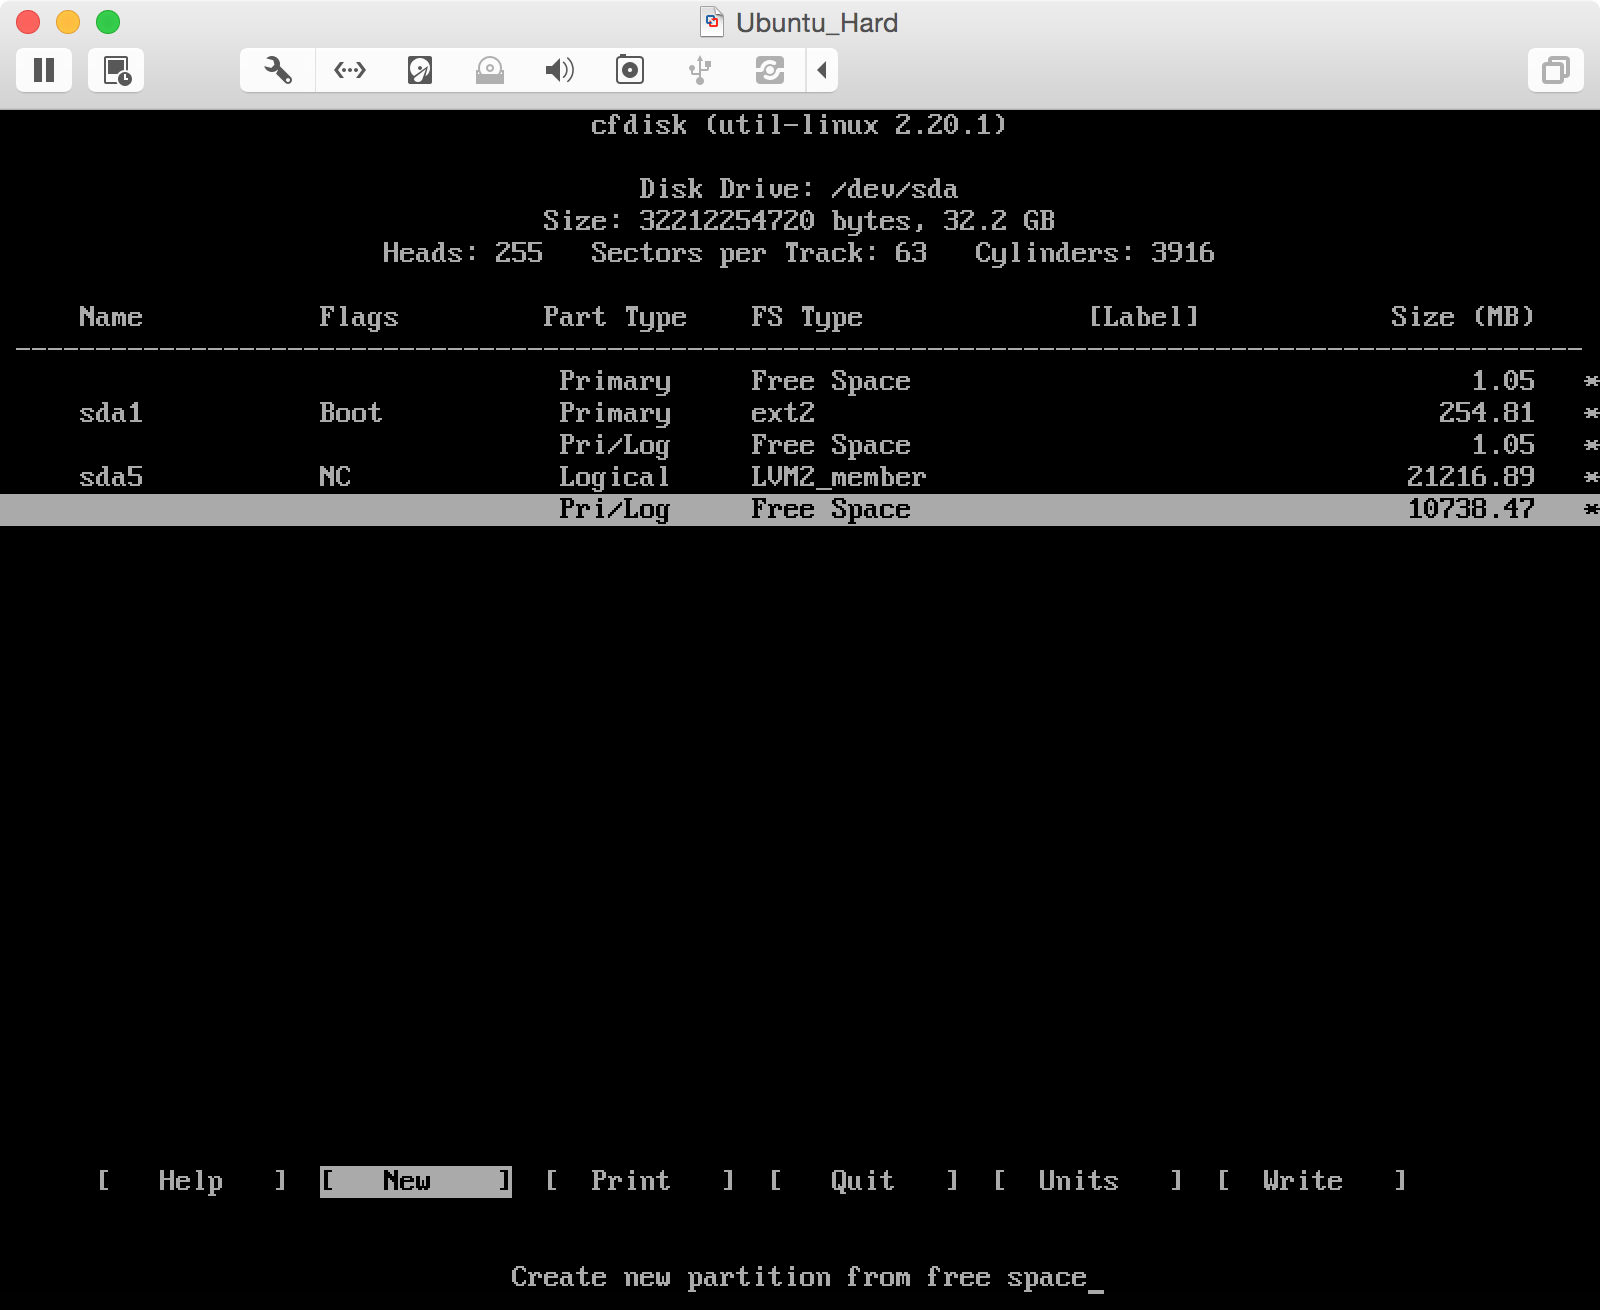 Ubuntu_Hard
cfdisk (util-linux 2.20.1)
Disk Drive: /dev/sda
Size: 32212254720 bytes, 32.2 GB
Heads: 255 Sectors per Track: 63 Cylinders: 3916
Name Flags Part Type FS Type [Label] Size (MB)
Primary Free Space 1.05 *
sda1 Boot Primary ext2 254.81 *
Pri/Log Free Space 1.05 *
sda5 NC Logical LVM2_member 21216.89 *
Pri/Log Free Space 10738.47 *
[ Help ] [ New ] [ Print ] [ Quit ] [ Units ] [ Write ]
Create new partition from free space_